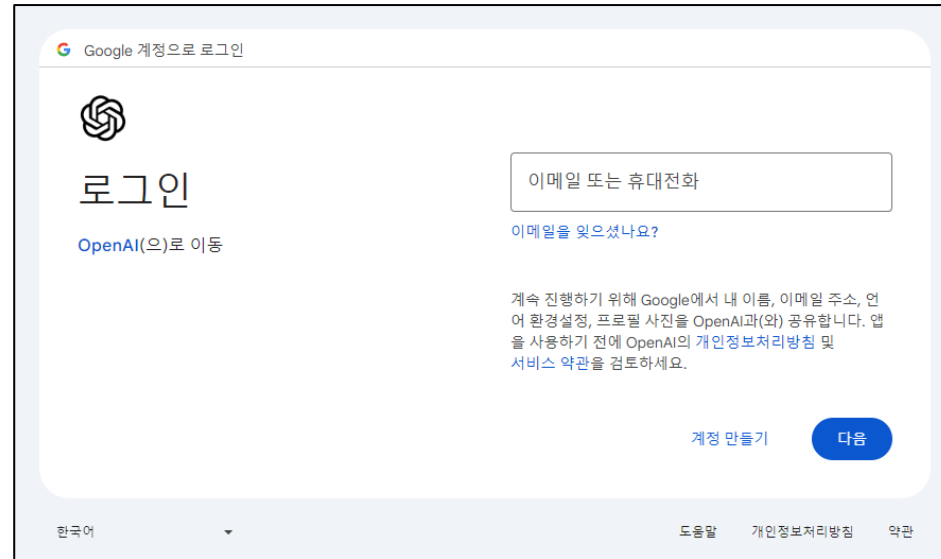 Google 계정으로 로그인
로그인
OpenAI(으)로 이동
이메일 또는 휴대전화
이메일을 잊으셨나요?
계속 진행하기 위해 Google에서 내 이름, 이메일 주소, 언
어 환경설정, 프로필 사진을 OpenAI과(와) 공유합니다. 앱
을 사용하기 전에 OpenAI의 개인정보처리방침 및
서비스 약관을 검토하세요.
계정 만들기 다음
한국어 도움말 개인정보처리방침 약관